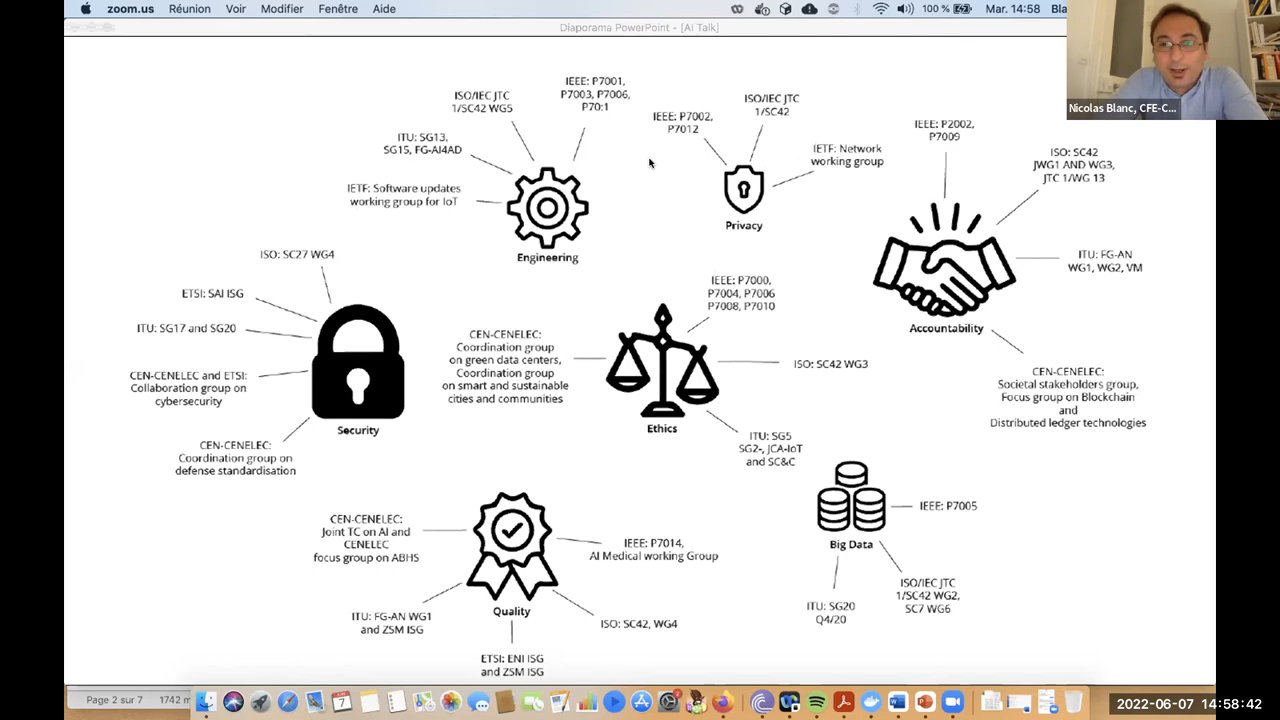 zoom.us Réunion Voir Modifier Fenêtre Aide
100 %
Mar. 14:58 Bla
Diaporama PowerPoint - [AI Talk]
Nicolas Blanc, CFE-C...
IEEE: P7001,
P7003, P7006,
P70:1
ISO/IEC JTC
1/SC42 WG5
ITU: SG13,
SG15, FG-AI4AD
IETF: Software updates
working group for IoT
Engineering
IEEE: P7002,
P7012
ISO/IEC JTC
1/SC42
IETF: Network
working group
Privacy
IEEE: P2002,
P7009
ISO: SC42
JWG1 AND WG3,
JTC 1/WG 13
ITU: FG-AN
WG1, WG2, VM
Accountability
CEN-CENELEC:
Societal stakeholders group,
Focus group on Blockchain
and
Distributed ledger technologies
ISO: SC27 WG4
ETSI: SAI ISG
ITU: SG17 and SG20
CEN-CENELEC and ETSI:
Collaboration group on
cybersecurity
CEN-CENELEC:
Coordination group on
defense standardisation
Security
IEEE: P7000,
P7004, P7006
P7008, P7010
CEN-CENELEC:
Coordination group
on green data centers,
Coordination group
on smart and sustainable
cities and communities
ISO: SC42 WG3
Ethics
ITU: SG5
SG2-, JCA-IoT
and SC&C
CEN-CENELEC:
Joint TC on AI and
CENELEC
focus group on ABHS
IEEE: P7014,
AI Medical working Group
Quality
ITU: FG-AN WG1
and ZSM ISG
ISO: SC42, WG4
ETSI: ENI ISG
and ZSM ISG
IEEE: P7005
Big Data
ISO/IEC JTC
1/SC42 WG2,
SC7 WG6
ITU: SG20
Q4/20
Page 2 sur 7 1742 m
7
2022-06-07 14:58:42